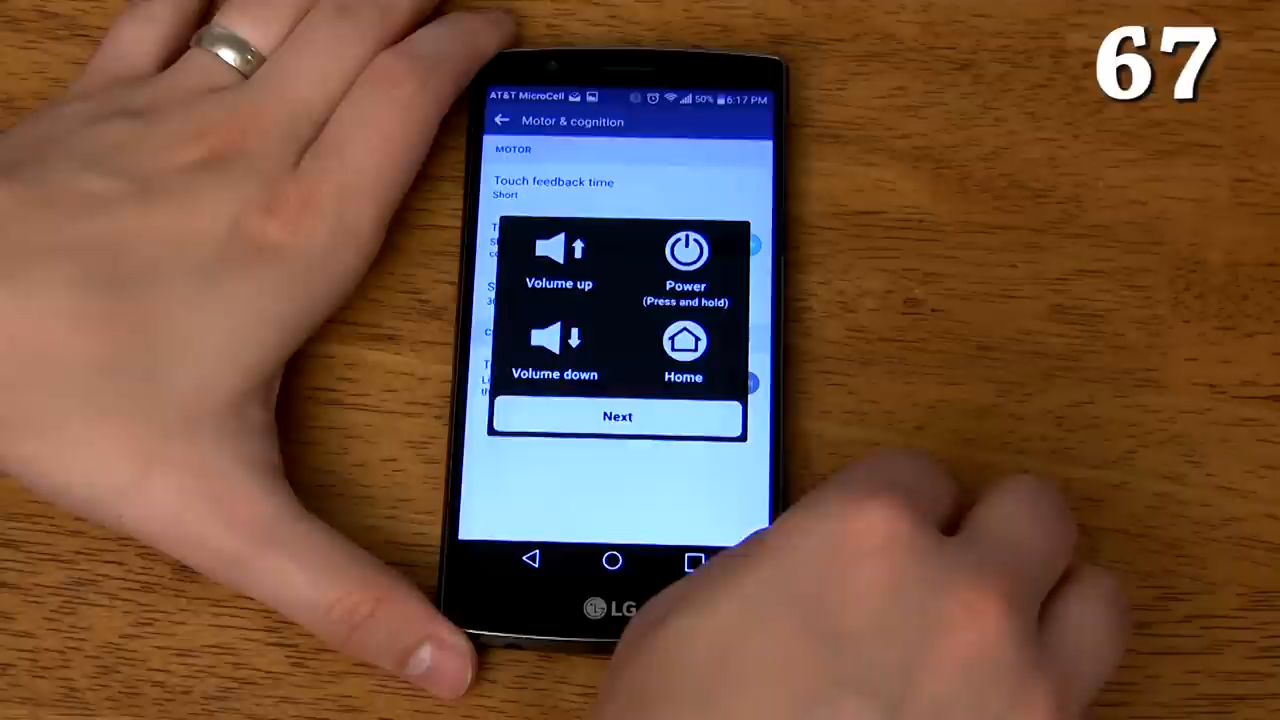 67
AT&T MicroCell 50% 6:17 PM
Motor & cognition
MOTOR
Touch feedback time
Short
Volume up
Power
(Press and hold)
Volume down
Home
Next
LG